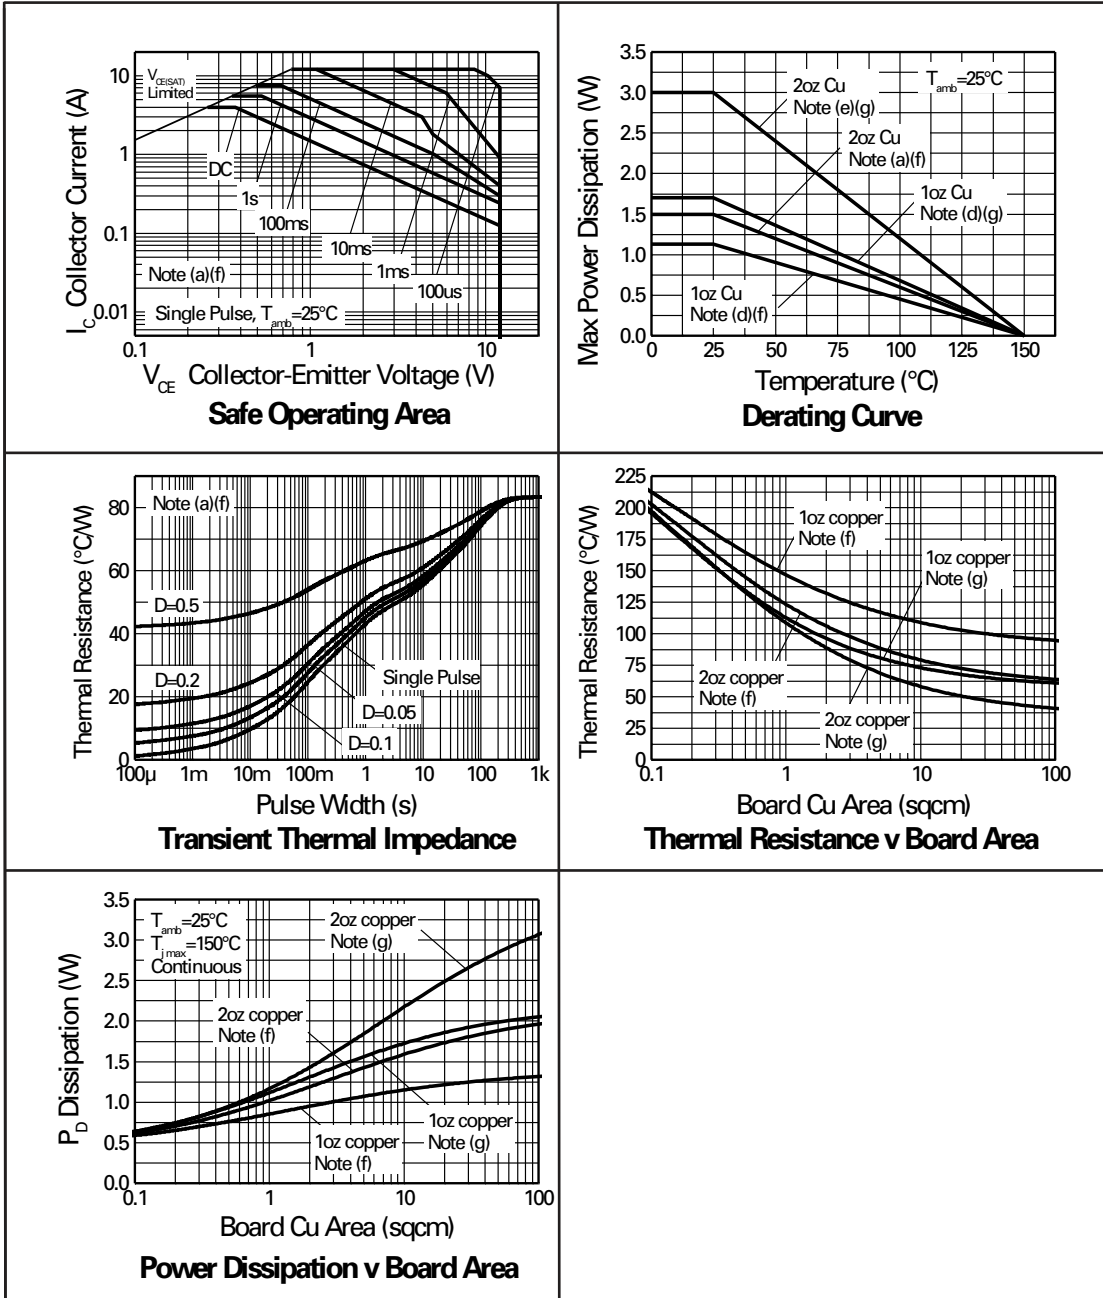 10
1
0.1
0.01
I_C Collector Current (A)
V_CE(SAT)
Limited
DC
1s
100ms
10ms
1ms
100us
Note (a)(f)
Single Pulse, T_amb=25°C
0.1 1 10
V_CE Collector-Emitter Voltage (V)
Safe Operating Area
3.5
3.0
2.5
2.0
1.5
1.0
0.5
0.0
Max Power Dissipation (W)
T_amb=25°C
2oz Cu
Note (e)(g)
2oz Cu
Note (a)(f)
1oz Cu
Note (d)(g)
1oz Cu
Note (d)(f)
0 25 50 75 100 125 150
Temperature (°C)
Derating Curve
80
60
40
20
0
Thermal Resistance (°C/W)
Note (a)(f)
D=0.5
D=0.2
Single Pulse
D=0.05
D=0.1
100µ 1m 10m 100m 1 10 100 1k
Pulse Width (s)
Transient Thermal Impedance
225
200
175
150
125
100
75
50
25
0
Thermal Resistance (°C/W)
1oz copper
Note (f)
1oz copper
Note (g)
2oz copper
Note (f)
2oz copper
Note (g)
0.1 1 10 100
Board Cu Area (sqcm)
Thermal Resistance v Board Area
3.5
3.0
2.5
2.0
1.5
1.0
0.5
0.0
P_D Dissipation (W)
T_amb=25°C
T_j max=150°C
Continuous
2oz copper
Note (g)
2oz copper
Note (f)
1oz copper
Note (g)
1oz copper
Note (f)
0.1 1 10 100
Board Cu Area (sqcm)
Power Dissipation v Board Area